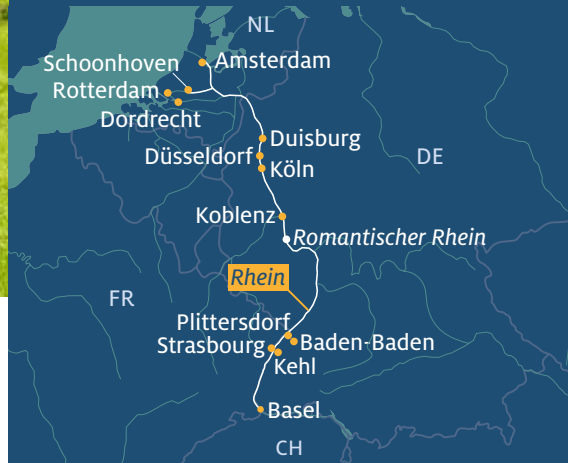 NL
Schoonhoven
Amsterdam
Rotterdam
Dordrecht
Duisburg
Düsseldorf
DE
Köln
Koblenz
Romantischer Rhein
Rhein
FR
Plittersdorf
Baden-Baden
Strasbourg
Kehl
Basel
CH